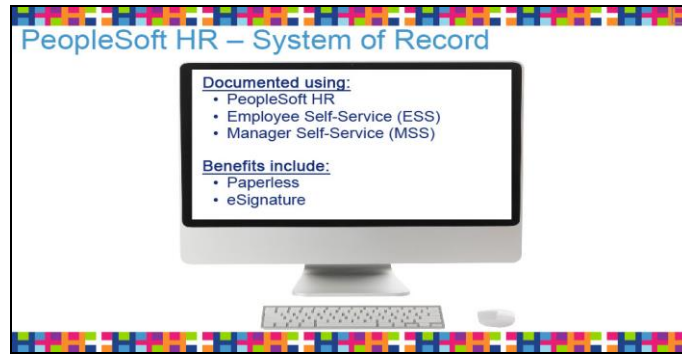 PeopleSoft HR – System of Record
Documented using:
• PeopleSoft HR
• Employee Self-Service (ESS)
• Manager Self-Service (MSS)
Benefits include:
• Paperless
• eSignature